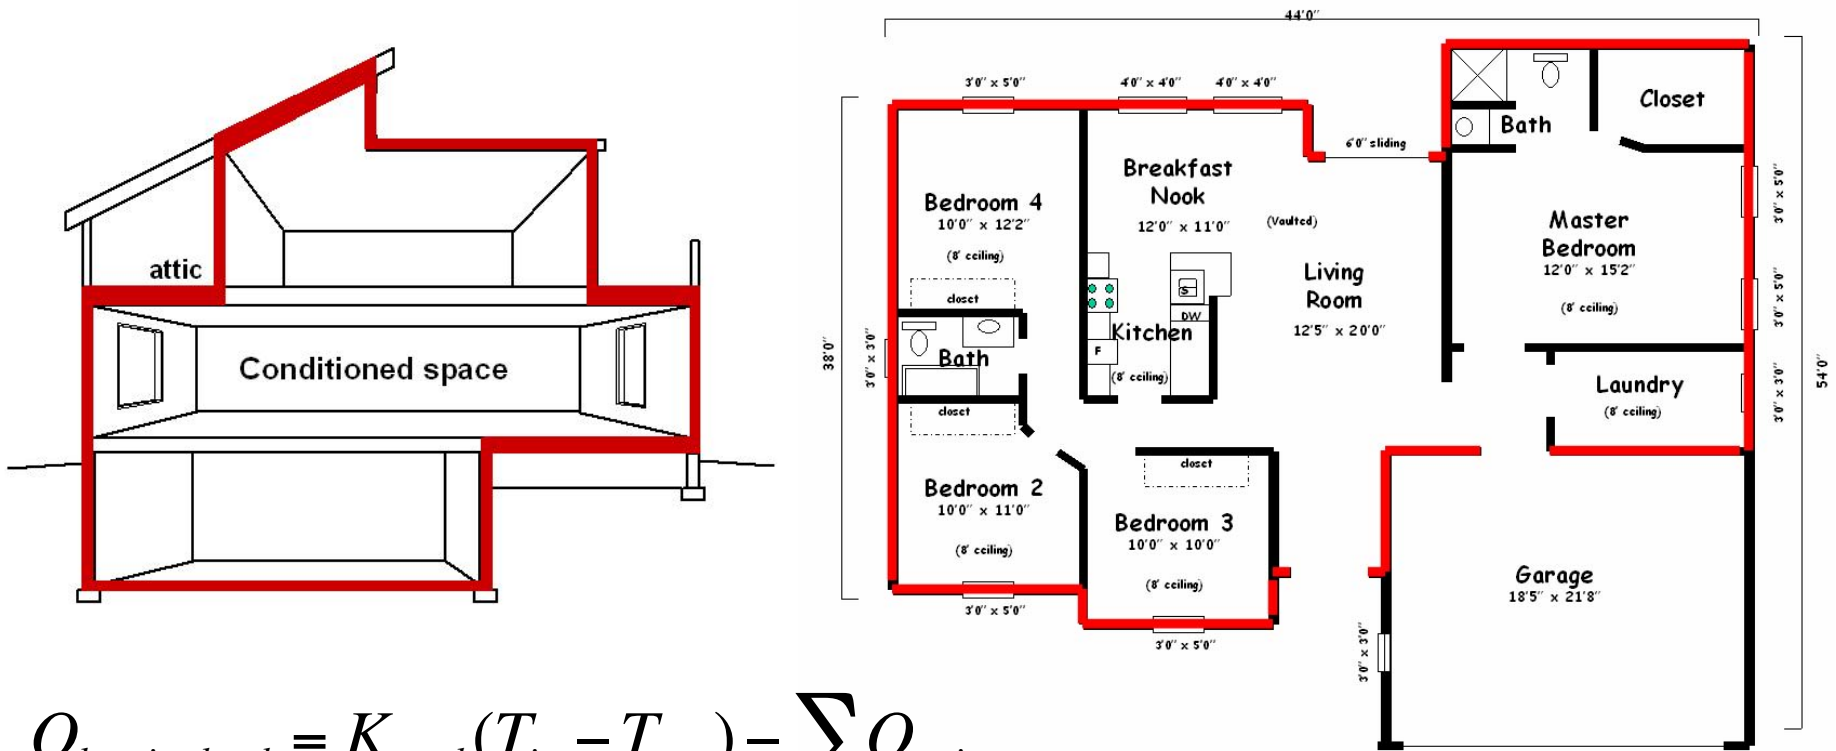 attic
Conditioned space
44'0"
3'0" x 5'0"
4'0" x 4'0"
4'0" x 4'0"
6'0" sliding
Bath
Closet
Breakfast
Nook
12'0" x 11'0"
(Vaulted)
Bedroom 4
10'0" x 12'2"
(8' ceiling)
closet
Master
Bedroom
12'0" x 15'2"
(8' ceiling)
3'0" x 5'0"
3'0" x 5'0"
Living
Room
12'5" x 20'0"
S
DW
Kitchen
F
(8' ceiling)
Bath
38'0"
3'0" x 3'0"
closet
Laundry
(8' ceiling)
3'0" x 3'0"
54'0
closet
Bedroom 2
10'0" x 11'0"
(8' ceiling)
Bedroom 3
10'0" x 10'0"
(8' ceiling)
Garage
18'5" x 21'8"
3'0" x 5'0"
3'0" x 5'0"
3'0" x 3'0"
= K (T – T ) – ∑